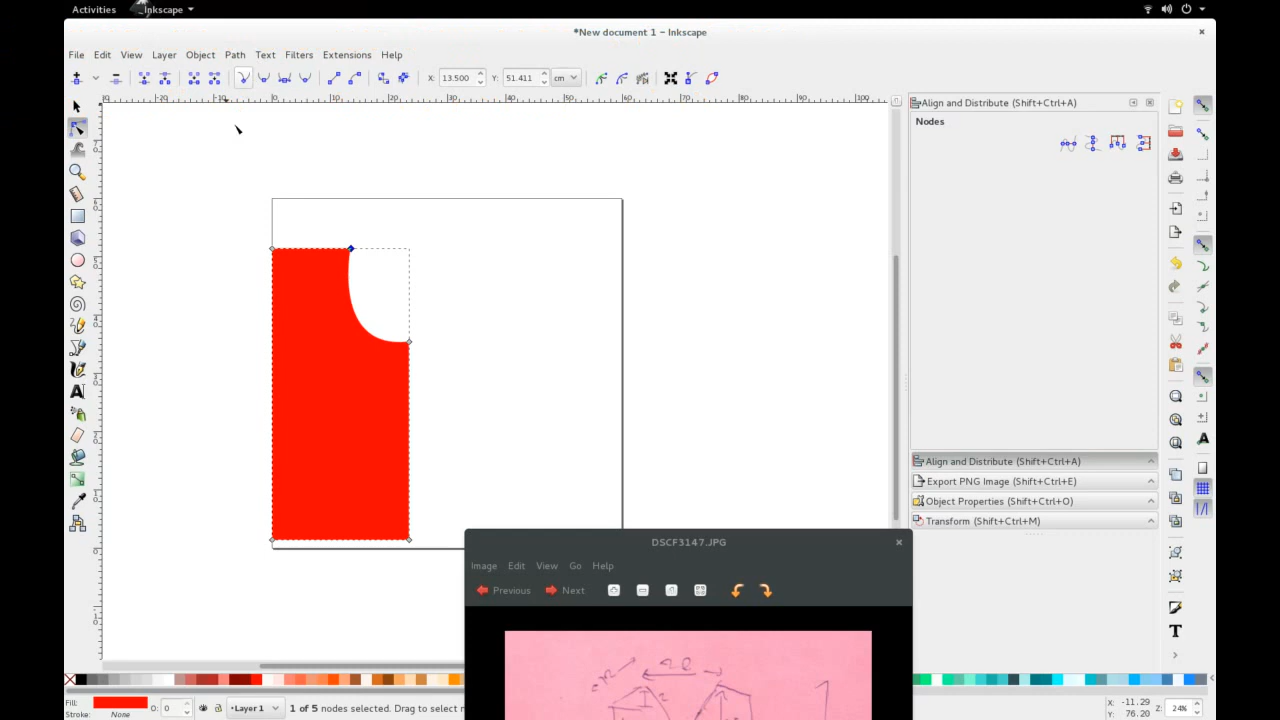 Activities
Inkscape
*New document 1 – Inkscape
File Edit View Layer Object Path Text Filters Extensions Help
X: 13.500 Y: 51.411 cm
Align and Distribute (Shift+Ctrl+A)
Nodes
Align and Distribute (Shift+Ctrl+A)
Export PNG Image (Shift+Ctrl+E)
Object Properties (Shift+Ctrl+O)
Transform (Shift+Ctrl+M)
DSCF3147.JPG
Image Edit View Go Help
Previous Next
Fill:
Stroke: None
O: 0
Layer 1
1 of 5 nodes selected. Drag to select n
X: -11.29
Y: 76.20
Z: 24%